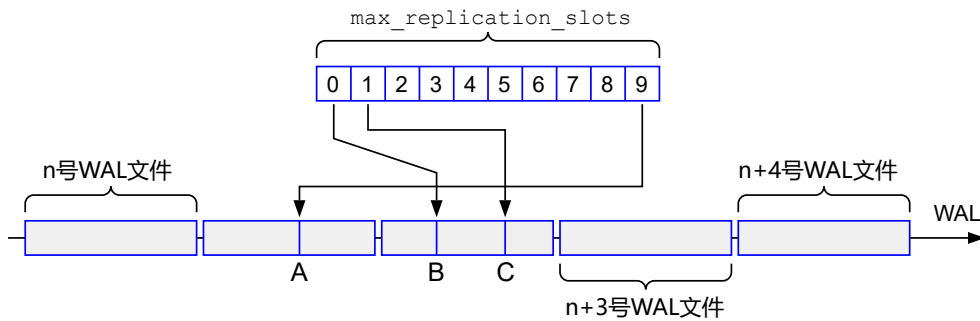 max_replication_slots
0 1 2 3 4 5 6 7 8 9
n号WAL文件
n+4号WAL文件
WAL
A B C
n+3号WAL文件